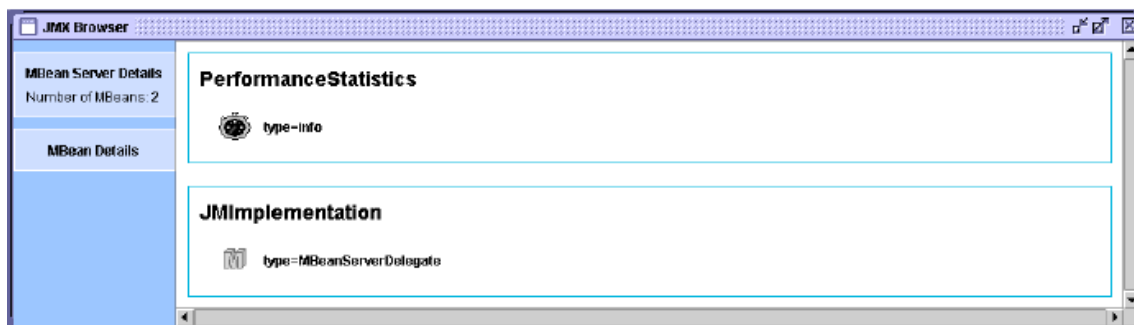 JMX Browser
MBean Server Details
Number of MBeans: 2
MBean Details
PerformanceStatistics
type=Info
JMImplementation
type=MBeanServerDelegate